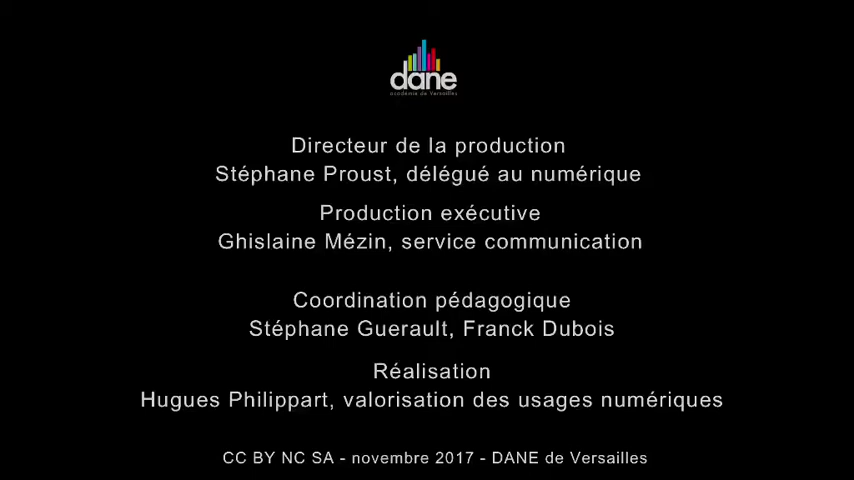 dane
académie de Versailles
Directeur de la production
Stéphane Proust, délégué au numérique
Production exécutive
Ghislaine Mézin, service communication
Coordination pédagogique
Stéphane Guerault, Franck Dubois
Réalisation
Hugues Philippart, valorisation des usages numériques
CC BY NC SA - novembre 2017 - DANE de Versailles